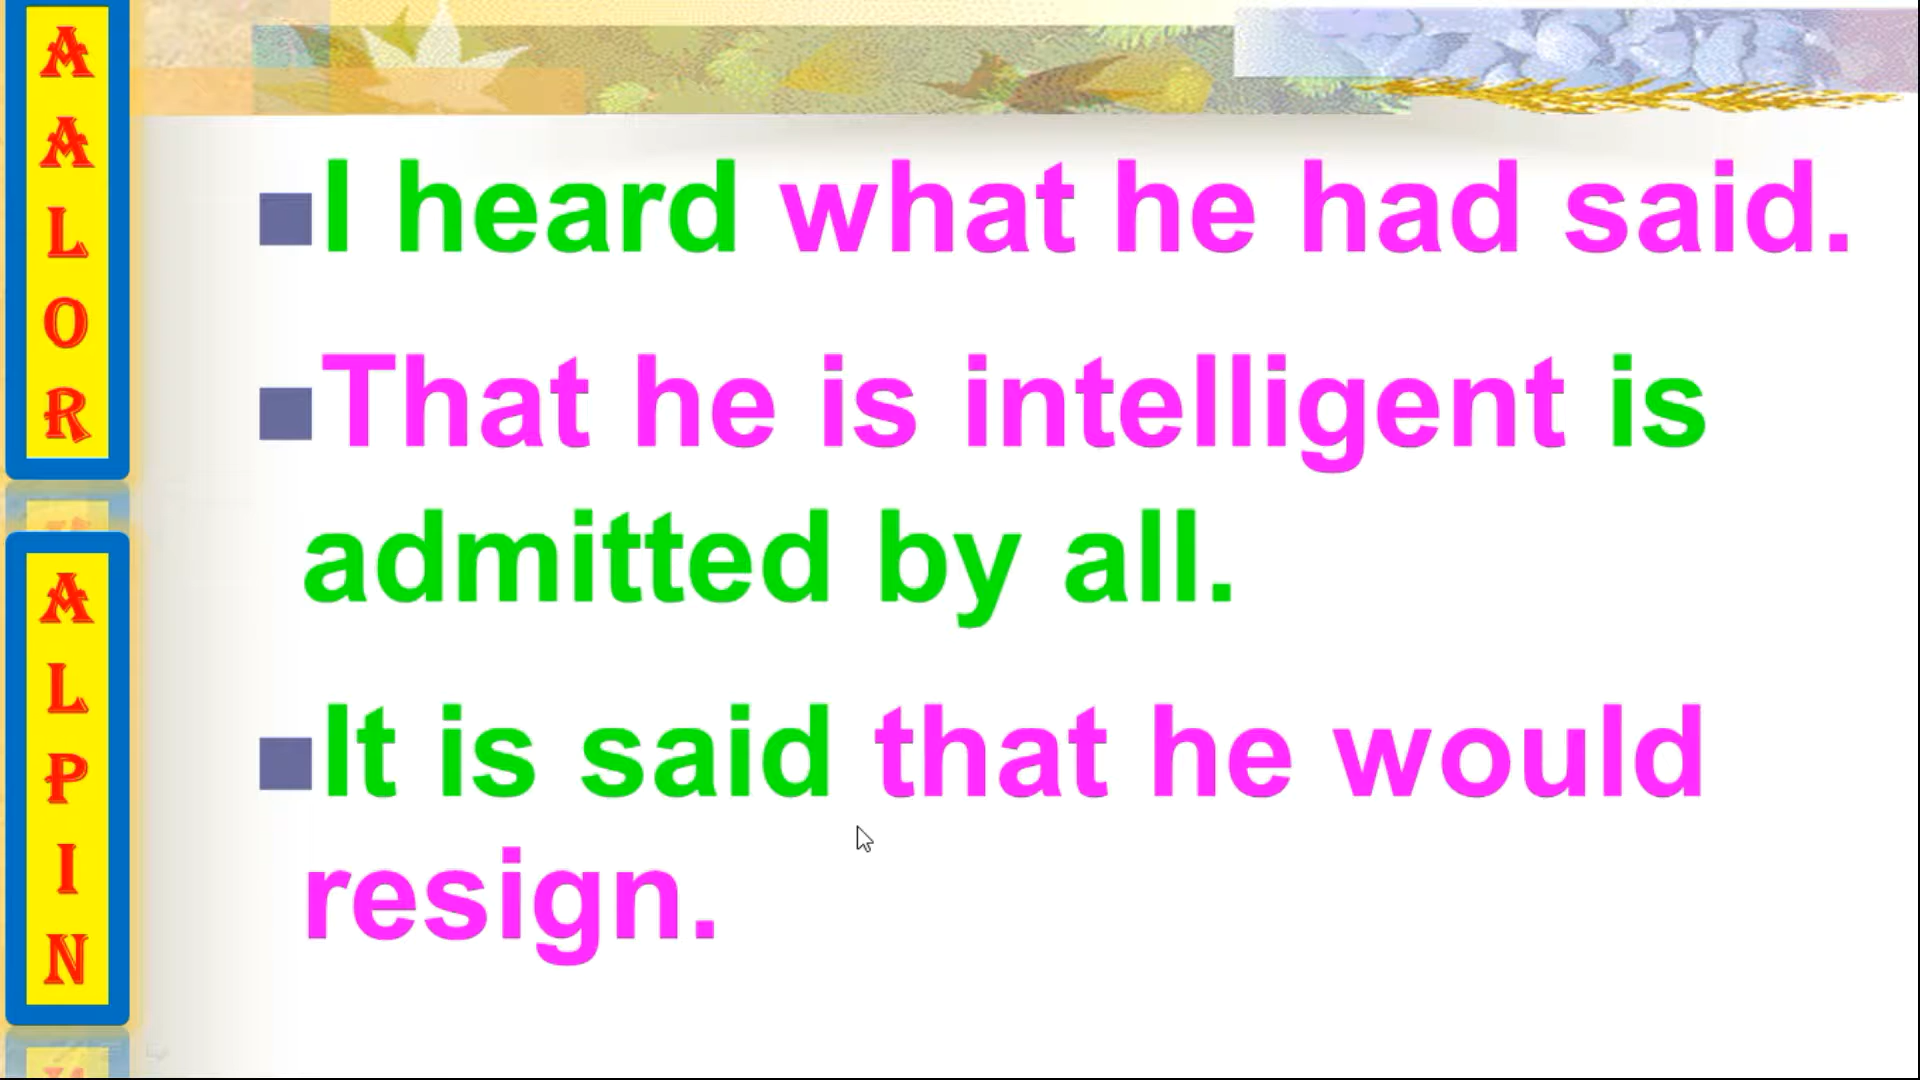 AALOR
ALPIN
I heard what he had said.
That he is intelligent is
admitted by all.
It is said that he would
resign.